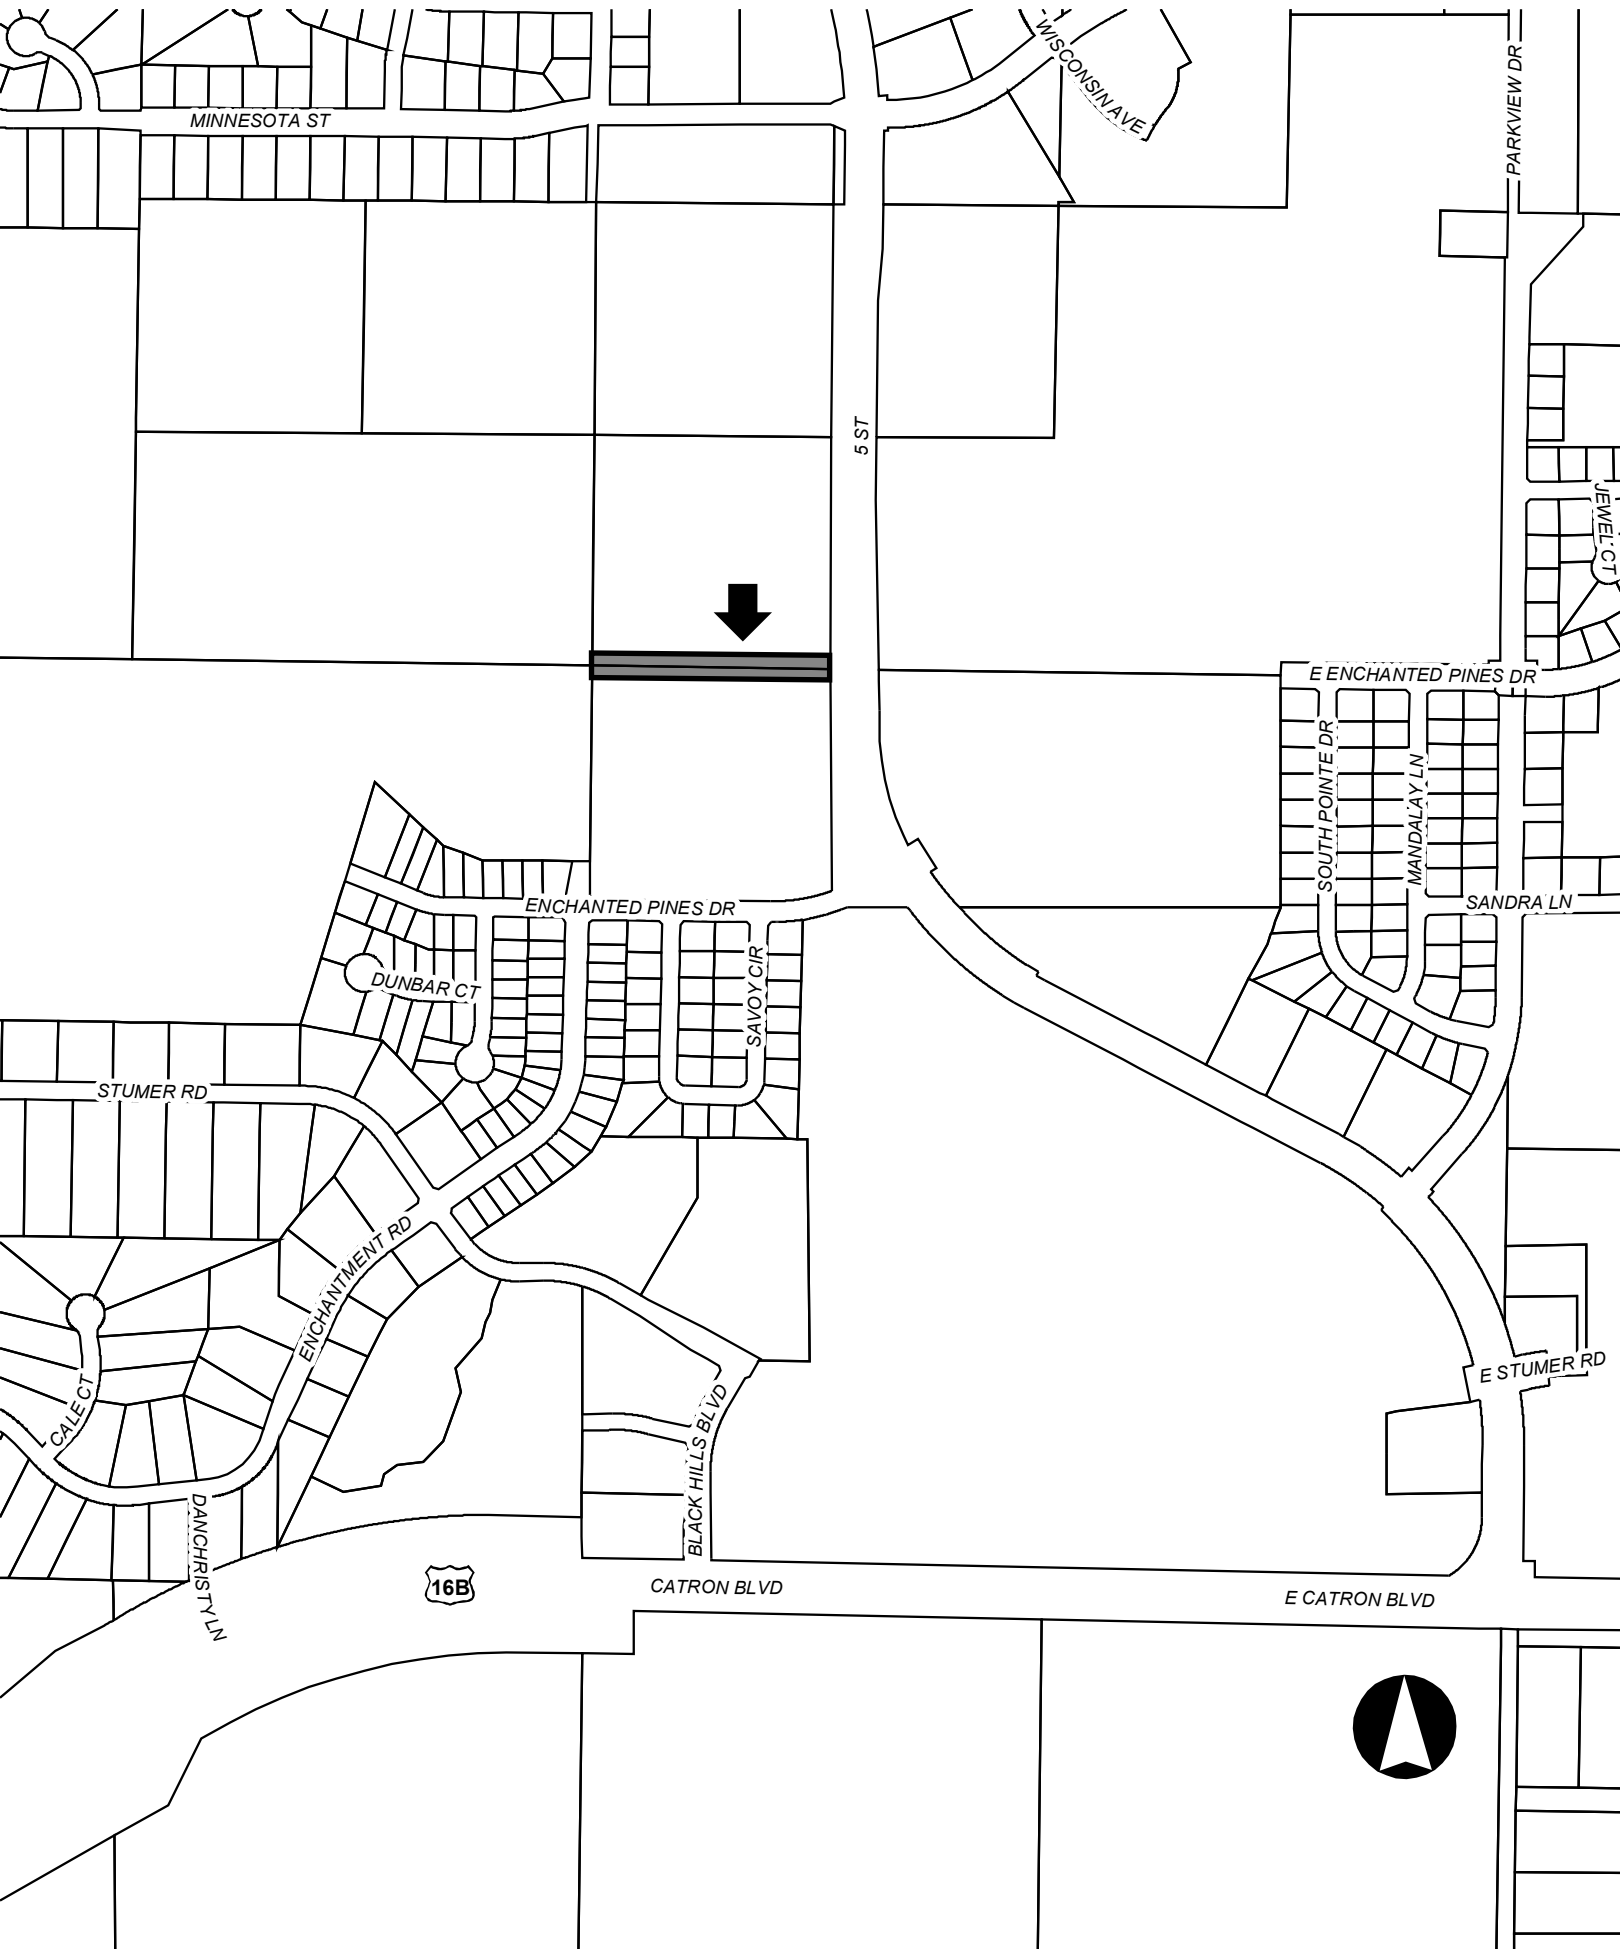 WISCONSIN AVE
PARKVIEW DR
MINNESOTA ST
5 ST
JEWEL CT
E ENCHANTED PINES DR
SOUTH POINTE DR
MANDALAY LN
SANDRA LN
ENCHANTED PINES DR
DUNBAR CT
SAVOY CIR
STUMER RD
ENCHANTMENT RD
E STUMER RD
CALE CT
BLACK HILLS BLVD
DANCHRISTY LN
16B
CATRON BLVD
E CATRON BLVD